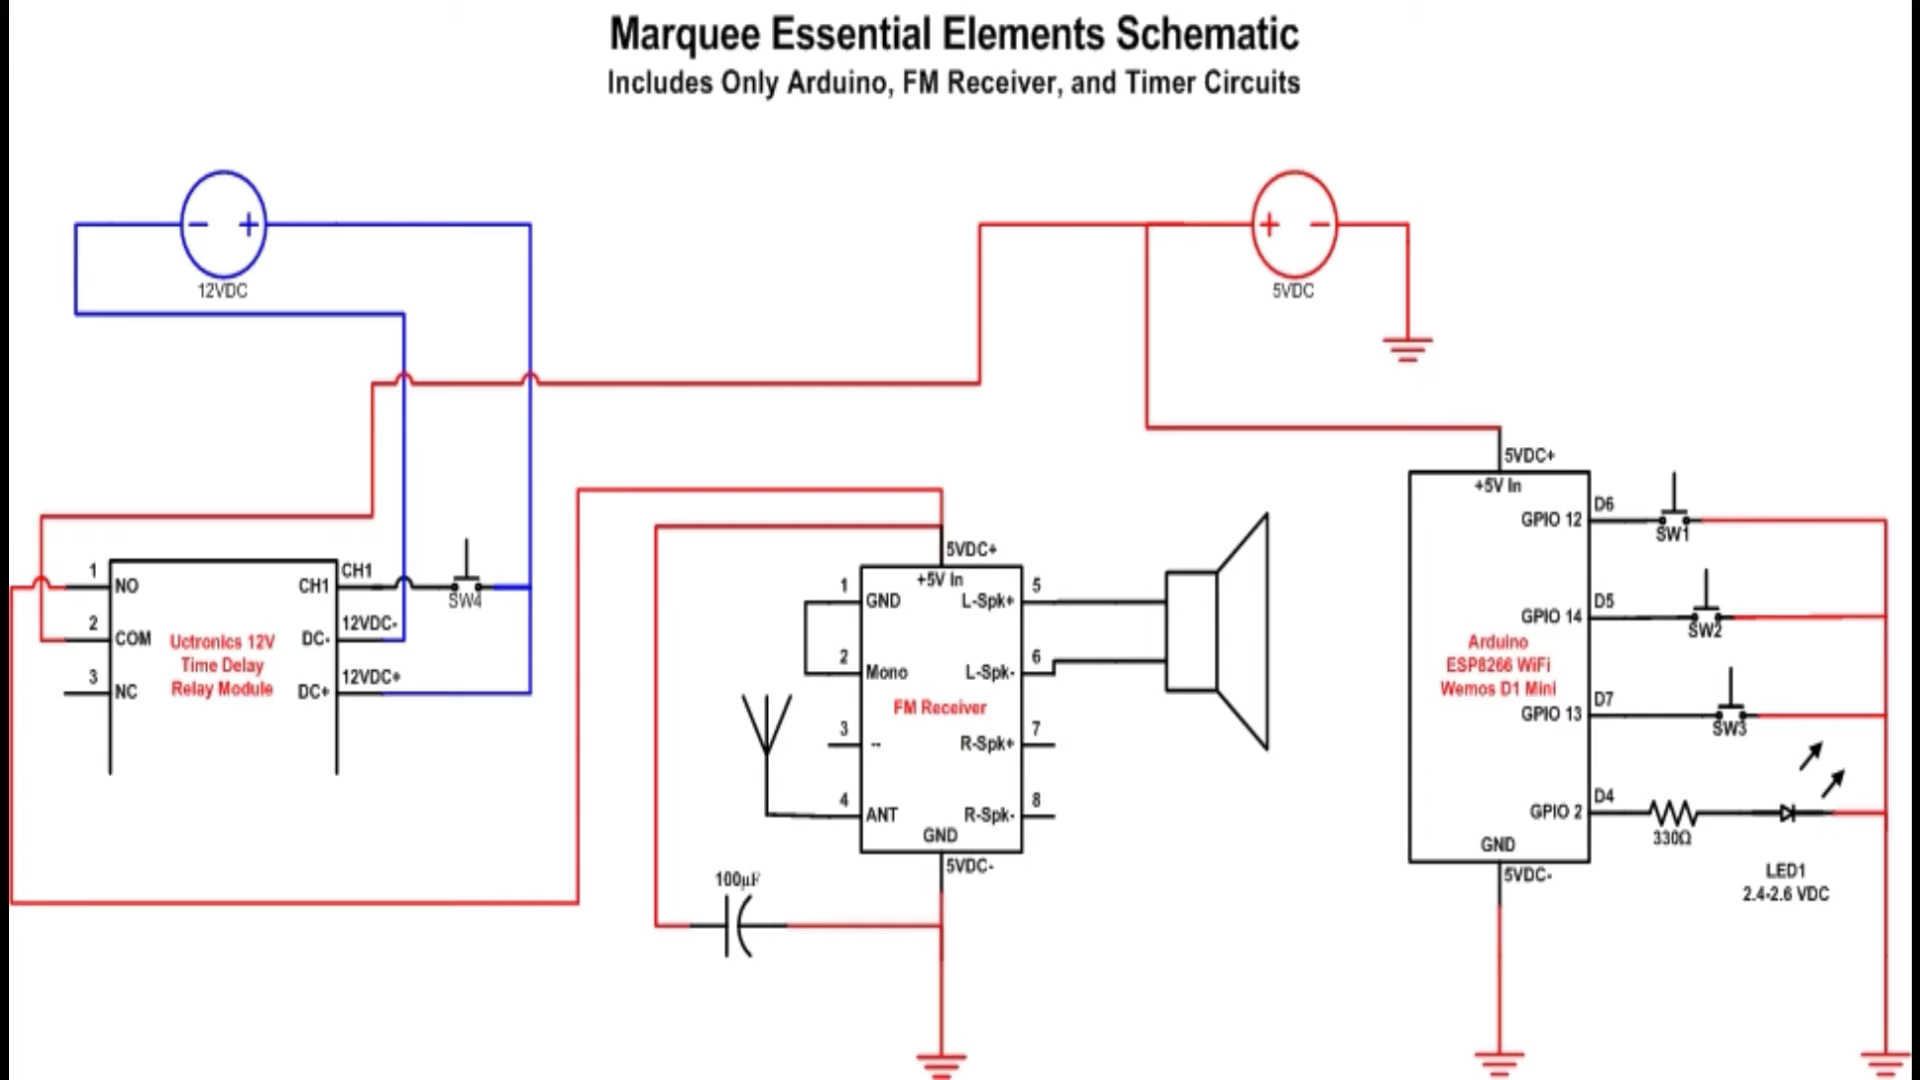 Marquee Essential Elements Schematic
Includes Only Arduino, FM Receiver, and Timer Circuits
− +
12VDC
+ −
5VDC
1
NO
2
COM
3
NC
Uctronics 12V
Time Delay
Relay Module
CH1
CH1
DC-
12VDC-
DC+
12VDC+
SW4
5VDC+
+5V In
1
GND
2
Mono
3
--
4
ANT
FM Receiver
5
L-Spk+
6
L-Spk-
7
R-Spk+
8
R-Spk-
GND
5VDC-
100µF
5VDC+
+5V In
GPIO 12
D6
SW1
GPIO 14
D5
SW2
Arduino
ESP8266 WiFi
Wemos D1 Mini
GPIO 13
D7
SW3
GPIO 2
D4
330Ω
LED1
2.4-2.6 VDC
GND
5VDC-